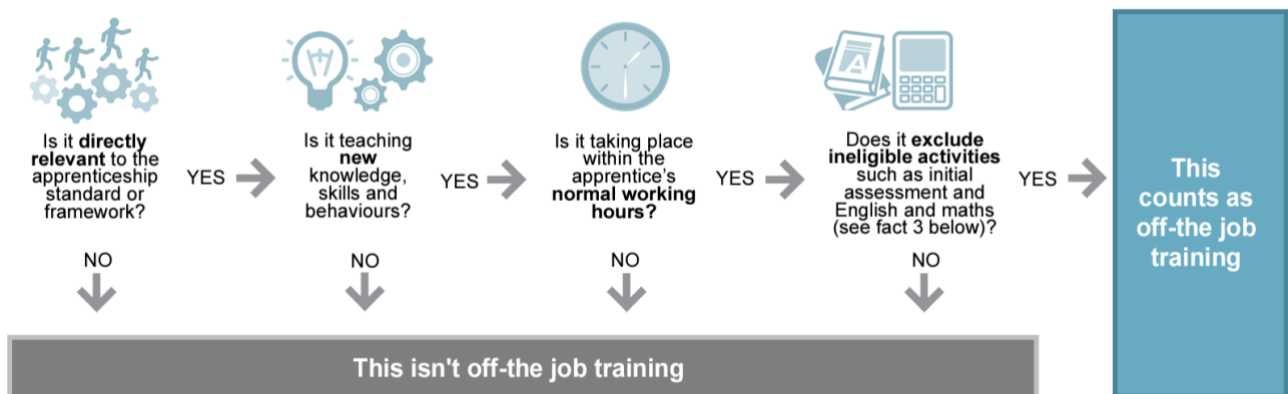 Is it directly
relevant to the
apprenticeship
standard or
framework?
YES
Is it teaching
new
knowledge,
skills and
behaviours?
YES
Is it taking place
within the
apprentice's
normal working
hours?
YES
Does it exclude
ineligible activities
such as initial
assessment and
English and maths
(see fact 3 below)?
YES
This
counts as
off-the job
training
NO
NO
NO
NO
This isn't off-the job training
A